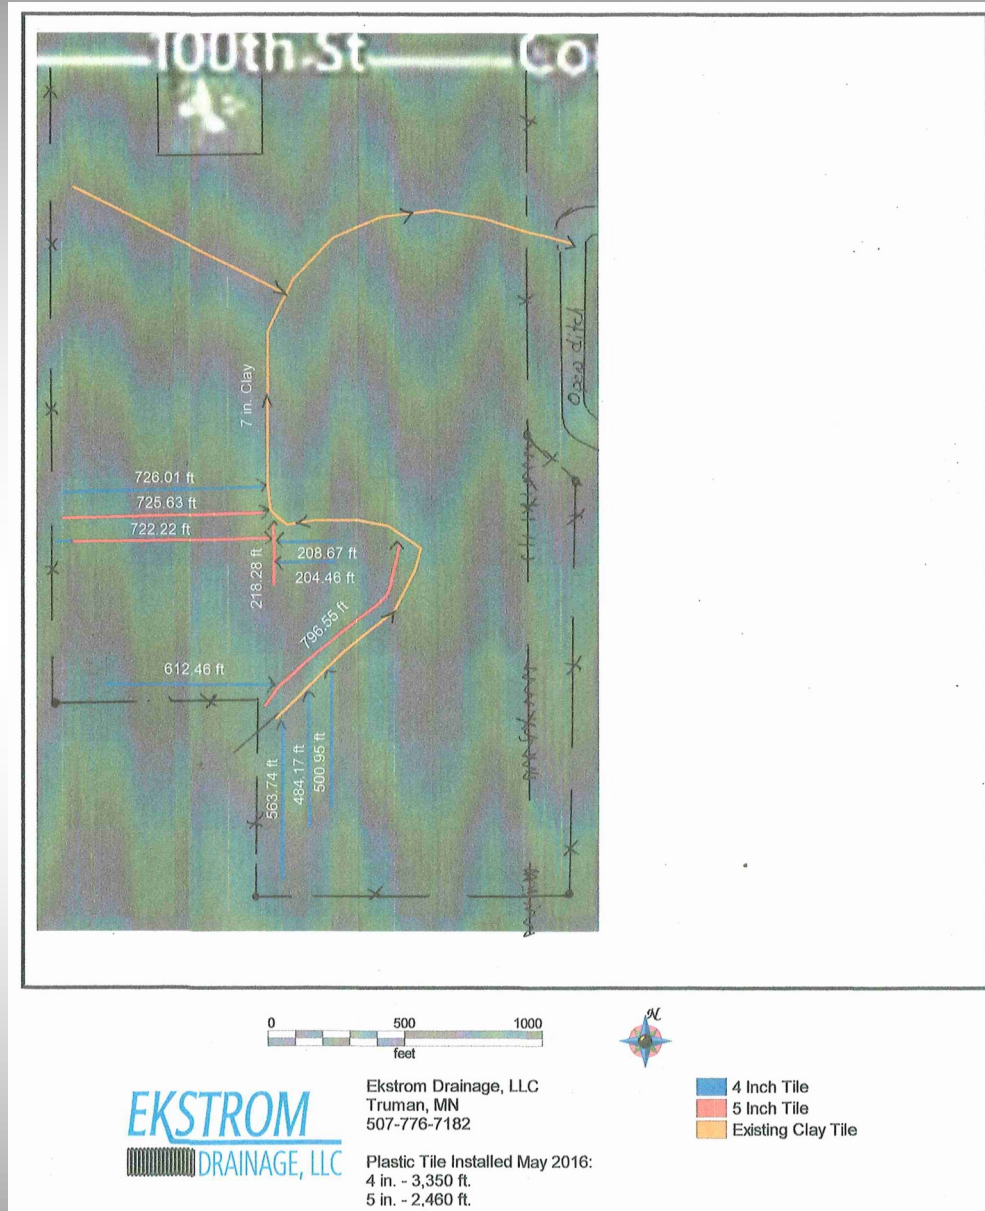 100th St
Co
Open ditch
7 in. Clay
726.01 ft
725.63 ft
722.22 ft
208.67 ft
204.46 ft
218.28 ft
796.55 ft
612.46 ft
563.74 ft
484.17 ft
500.95 ft
0 500 1000
feet
N
EKSTROM
DRAINAGE, LLC
Ekstrom Drainage, LLC
Truman, MN
507-776-7182
Plastic Tile Installed May 2016:
4 in. - 3,350 ft.
5 in. - 2,460 ft.
4 Inch Tile
5 Inch Tile
Existing Clay Tile